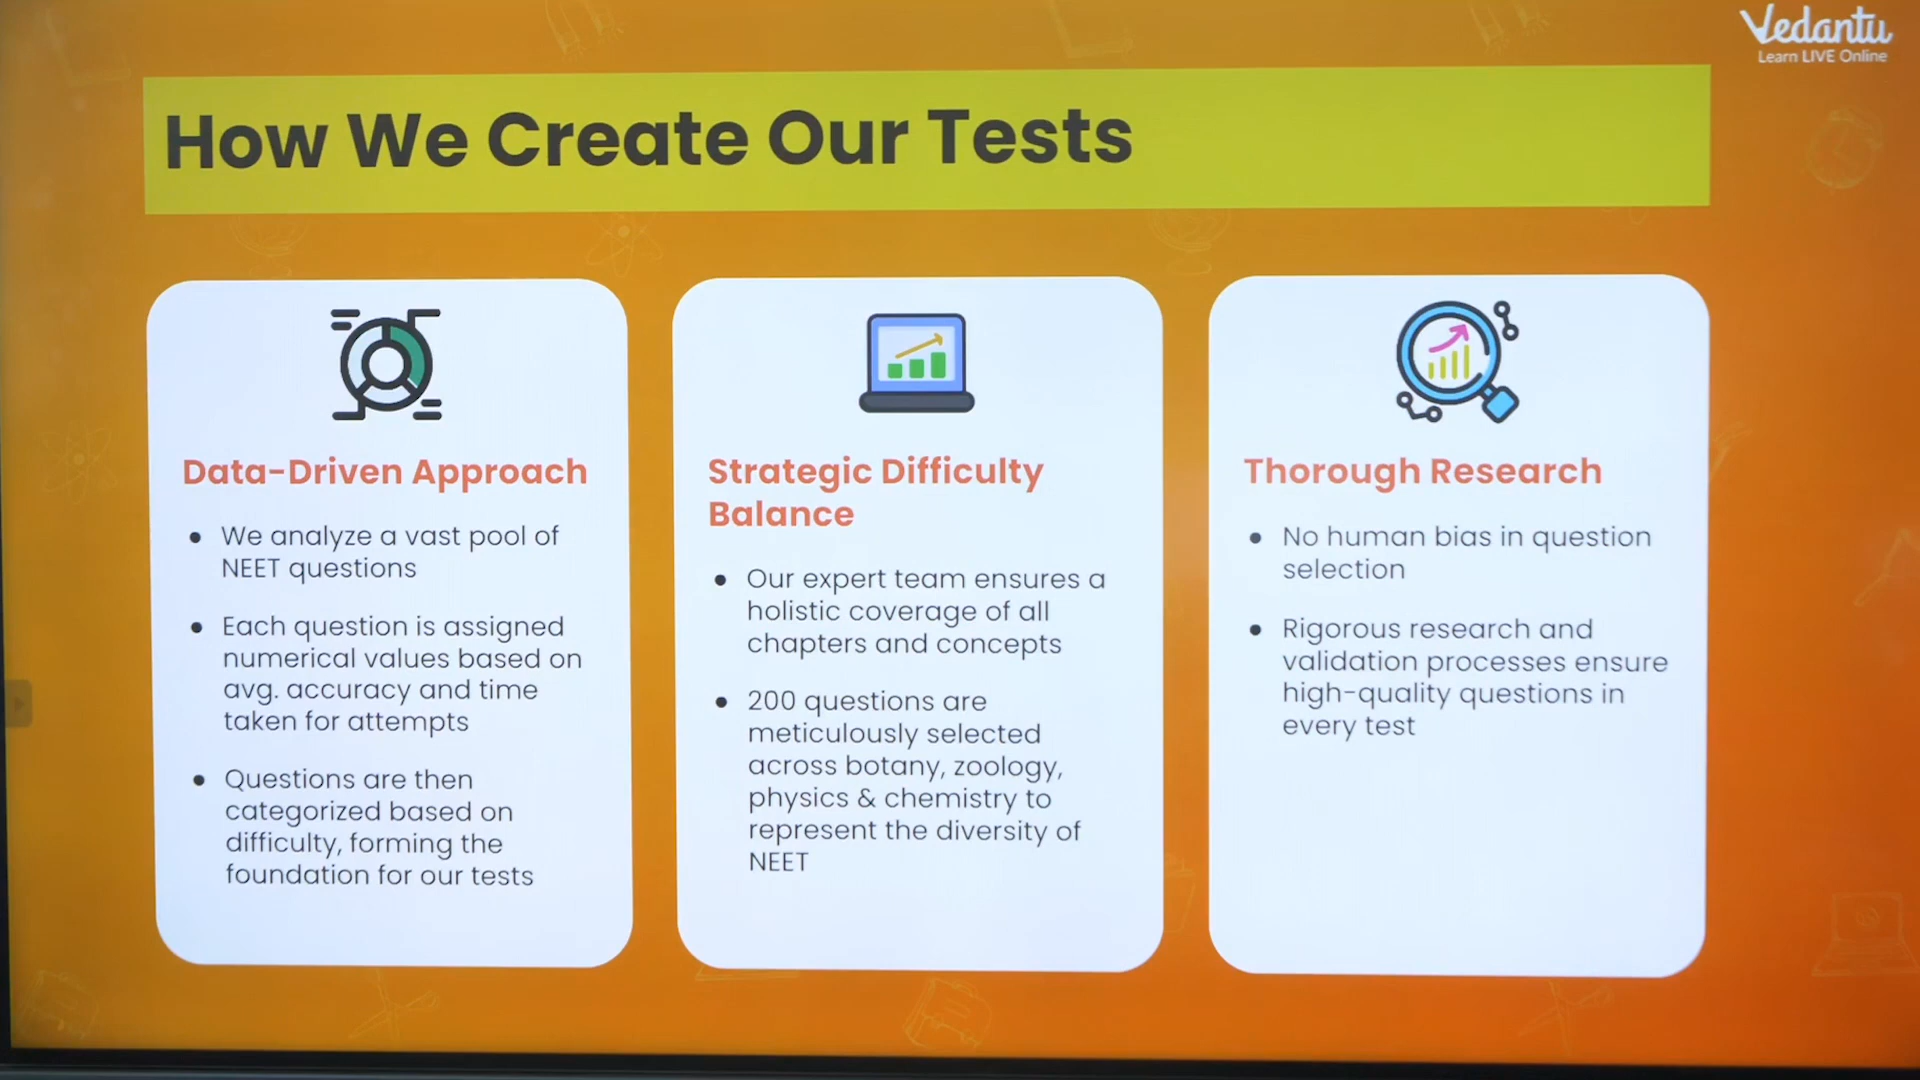 Vedantu
Learn LIVE Online
How We Create Our Tests
Data-Driven Approach
• We analyze a vast pool of
NEET questions
• Each question is assigned
numerical values based on
avg. accuracy and time
taken for attempts
• Questions are then
categorized based on
difficulty, forming the
foundation for our tests
Strategic Difficulty
Balance
• Our expert team ensures a
holistic coverage of all
chapters and concepts
• 200 questions are
meticulously selected
across botany, zoology,
physics & chemistry to
represent the diversity of
NEET
Thorough Research
• No human bias in question
selection
• Rigorous research and
validation processes ensure
high-quality questions in
every test